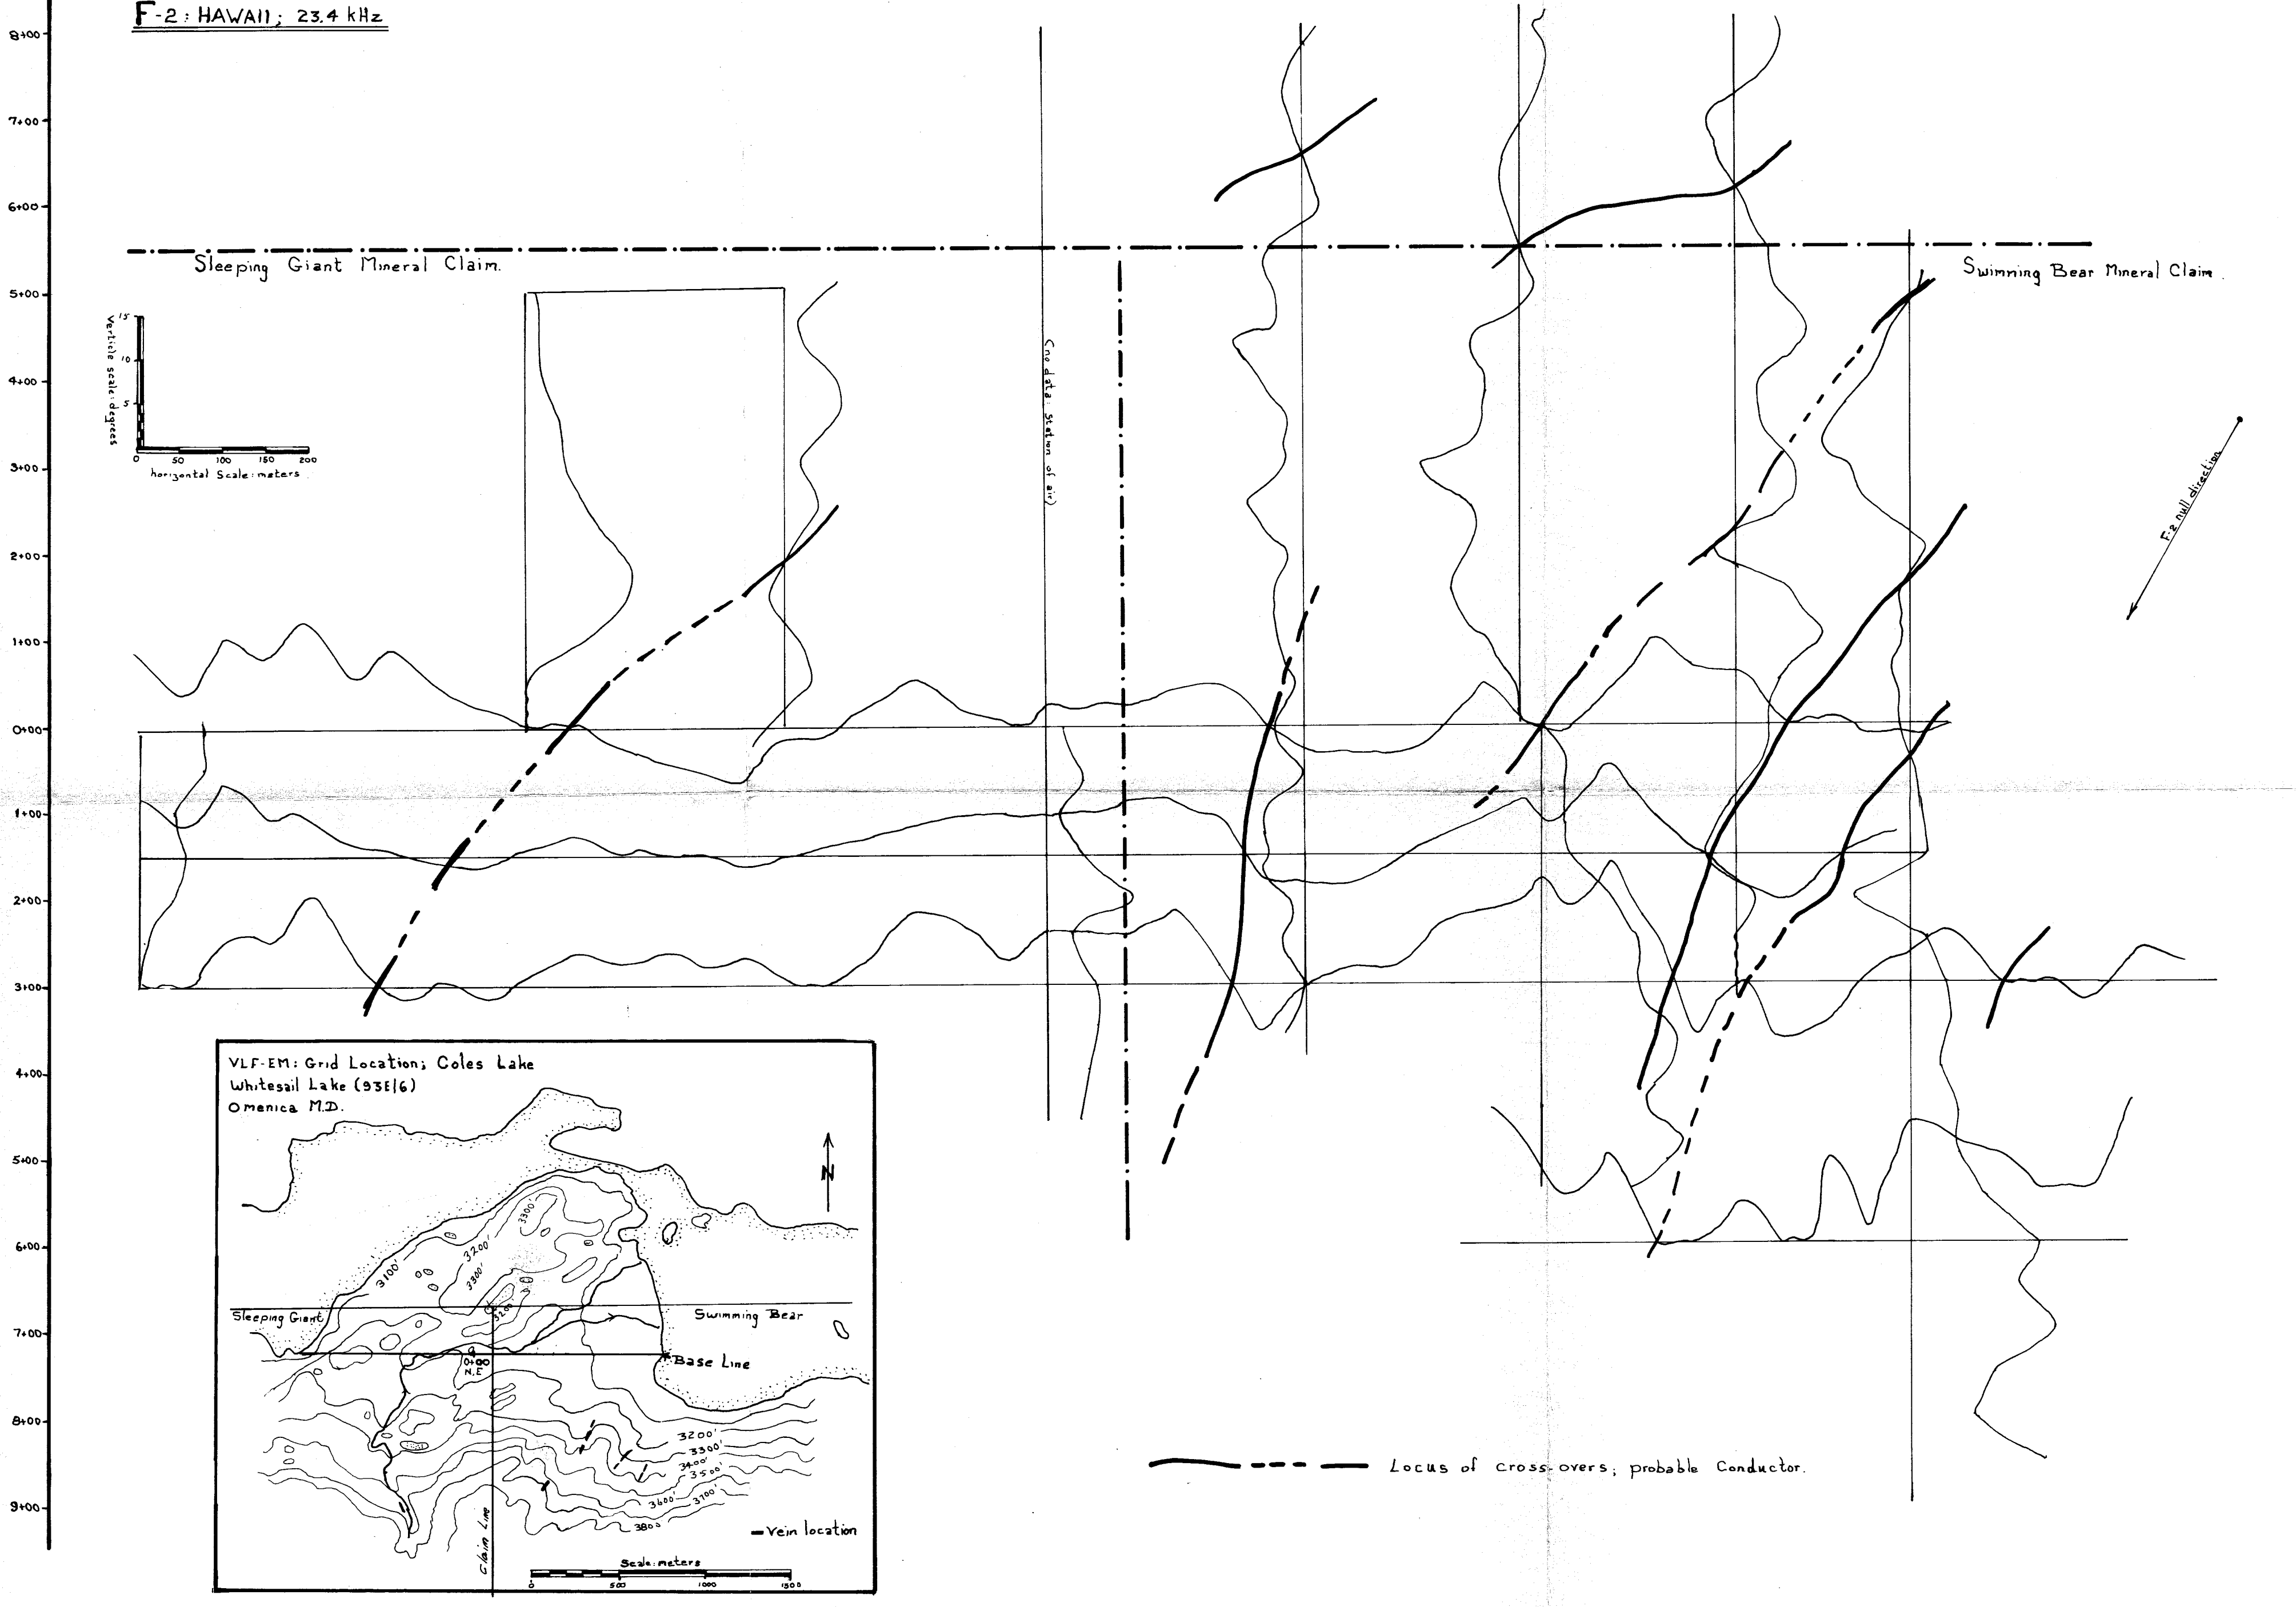 F-2: HAWAII; 23.4 kHz
8+00
7+00
6+00
5+00
4+00
3+00
2+00
1+00
0+00
1+00
2+00
3+00
4+00
5+00
6+00
7+00
8+00
9+00
Sleeping Giant Mineral Claim.
Swimming Bear Mineral Claim.
Verticle scale: degrees
15
10
5
0 50 100 150 200
horizontal Scale: meters.
(no data: station of air)
F-2 null direction
VLF-EM: Grid Location; Coles Lake
Whitesail Lake (93E/6)
Omenica M.D.
N
3300'
3200'
3100'
3300'
3200
Sleeping Giant
Swimming Bear
Base Line
0+00
N,E
3200'
3300'
3400'
3500'
3600'
3700'
3800'
Claim Line
vein location
Scale: meters
0 500 1000 1500
Locus of cross-overs; probable Conductor.